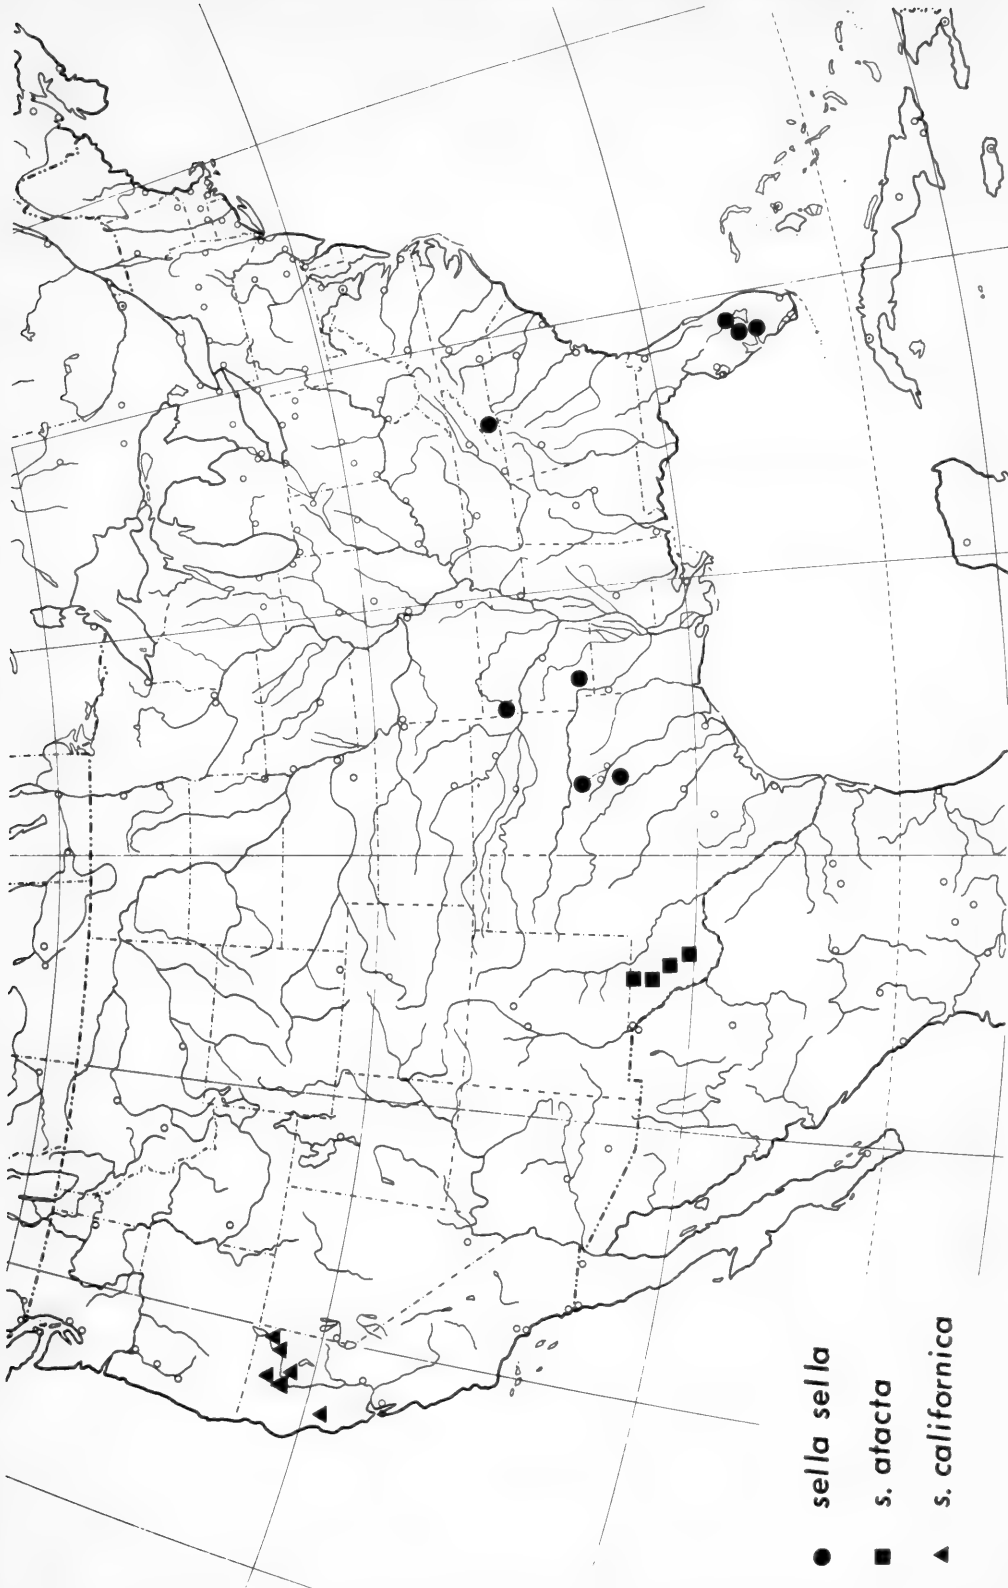 ● sella sella
■ s. atacta
▲ s. californica